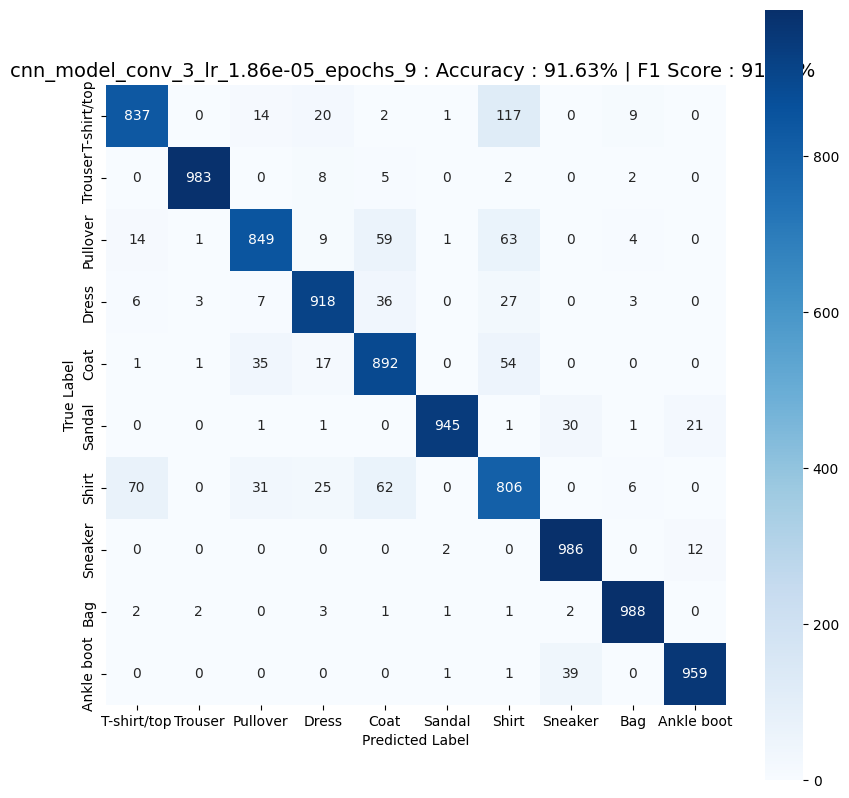 cnn_model_conv_3_lr_1.86e-05_epochs_9 : Accuracy : 91.63% | F1 Score : 91 %
T-shirt/top 837 0 14 20 2 1 117 0 9 0
Trouser 0 983 0 8 5 0 2 0 2 0
Pullover 14 1 849 9 59 1 63 0 4 0
Dress 6 3 7 918 36 0 27 0 3 0
Coat 1 1 35 17 892 0 54 0 0 0
Sandal 0 0 1 1 0 945 1 30 1 21
Shirt 70 0 31 25 62 0 806 0 6 0
Sneaker 0 0 0 0 0 2 0 986 0 12
Bag 2 2 0 3 1 1 1 2 988 0
Ankle boot 0 0 0 0 0 1 1 39 0 959
True Label
T-shirt/top Trouser Pullover Dress Coat Sandal Shirt Sneaker Bag Ankle boot
Predicted Label
800
600
400
200
0